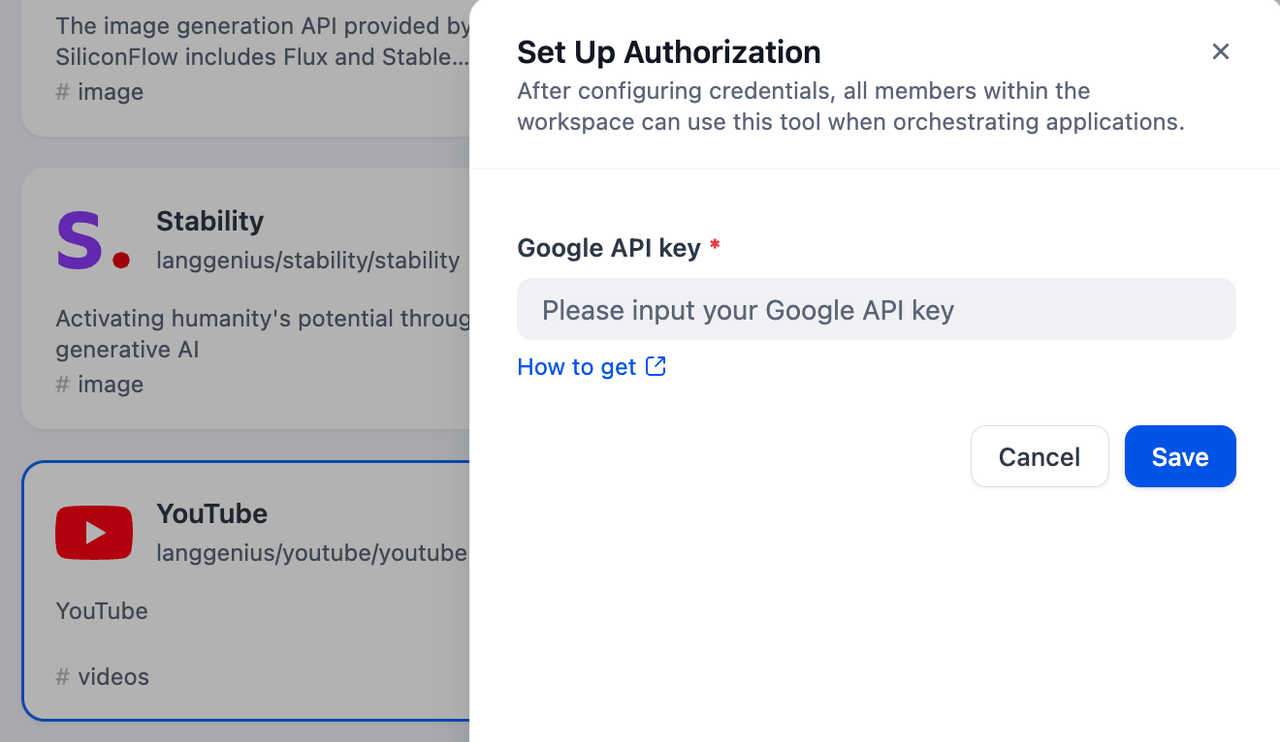 The image generation API provided by
SiliconFlow includes Flux and Stable...
# image
Stability
langgenius/stability/stability
Activating humanity's potential throug
generative AI
# image
YouTube
langgenius/youtube/youtube
YouTube
# videos
Set Up Authorization
After configuring credentials, all members within the
workspace can use this tool when orchestrating applications.
Google API key *
Please input your Google API key
How to get
Cancel
Save